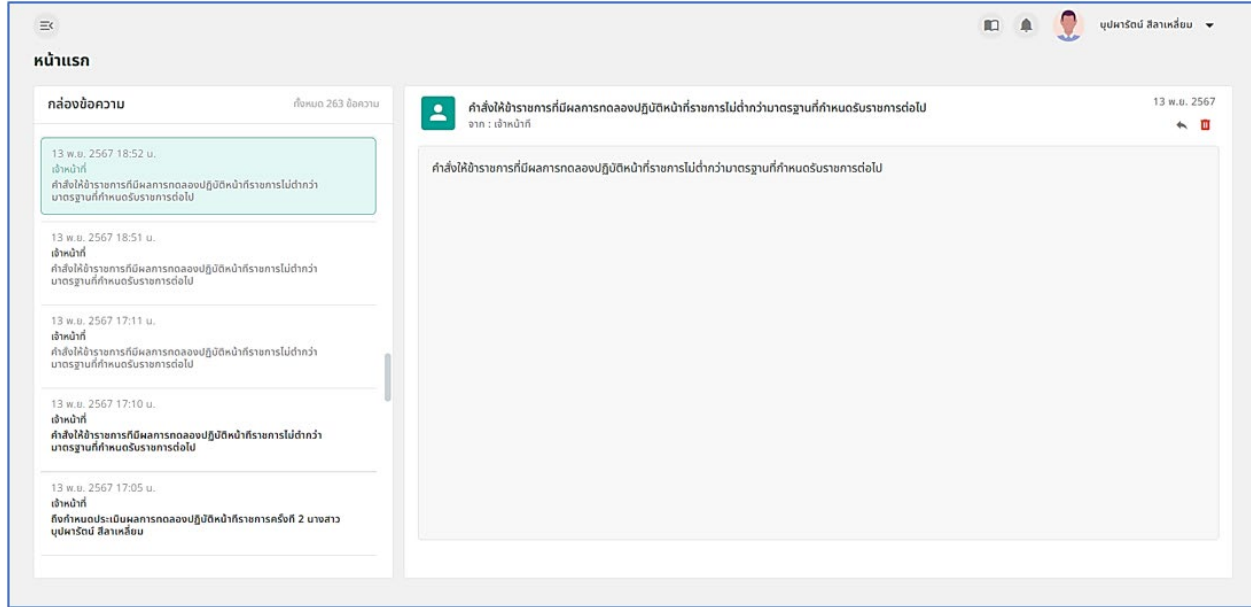 บุปผารัตน์ สีลาเหลี่ยม
หน้าแรก
กล่องข้อความ
ทั้งหมด 263 ข้อความ
13 พ.ย. 2567 18:52 น.
เจ้าหน้าที่
คำสั่งให้ข้าราชการที่มีผลการทดลองปฏิบัติหน้าที่ราชการไม่ต่ำกว่า
มาตรฐานที่กำหนดรับราชการต่อไป
13 พ.ย. 2567 18:51 น.
เจ้าหน้าที่
คำสั่งให้ข้าราชการที่มีผลการทดลองปฏิบัติหน้าที่ราชการไม่ต่ำกว่า
มาตรฐานที่กำหนดรับราชการต่อไป
13 พ.ย. 2567 17:11 น.
เจ้าหน้าที่
คำสั่งให้ข้าราชการที่มีผลการทดลองปฏิบัติหน้าที่ราชการไม่ต่ำกว่า
มาตรฐานที่กำหนดรับราชการต่อไป
13 พ.ย. 2567 17:10 น.
เจ้าหน้าที่
คำสั่งให้ข้าราชการที่มีผลการทดลองปฏิบัติหน้าที่ราชการไม่ต่ำกว่า
มาตรฐานที่กำหนดรับราชการต่อไป
13 พ.ย. 2567 17:05 น.
เจ้าหน้าที่
ถึงกำหนดประเมินผลการทดลองปฏิบัติหน้าที่ราชการครั้งที่ 2 นางสาว
บุปผารัตน์ สีลาเหลี่ยม
คำสั่งให้ข้าราชการที่มีผลการทดลองปฏิบัติหน้าที่ราชการไม่ต่ำกว่ามาตรฐานที่กำหนดรับราชการต่อไป
13 พ.ย. 2567
จาก : เจ้าหน้าที่
คำสั่งให้ข้าราชการที่มีผลการทดลองปฏิบัติหน้าที่ราชการไม่ต่ำกว่ามาตรฐานที่กำหนดรับราชการต่อไป